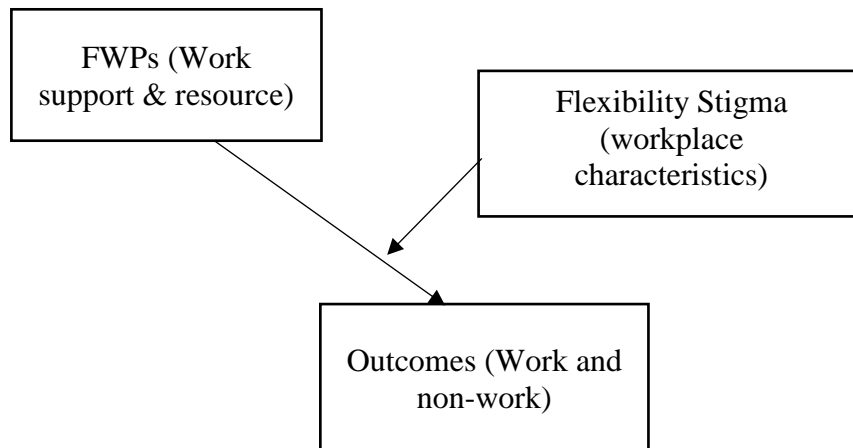 FWPs (Work
support & resource)
Flexibility Stigma
(workplace
characteristics)
Outcomes (Work and
non-work)